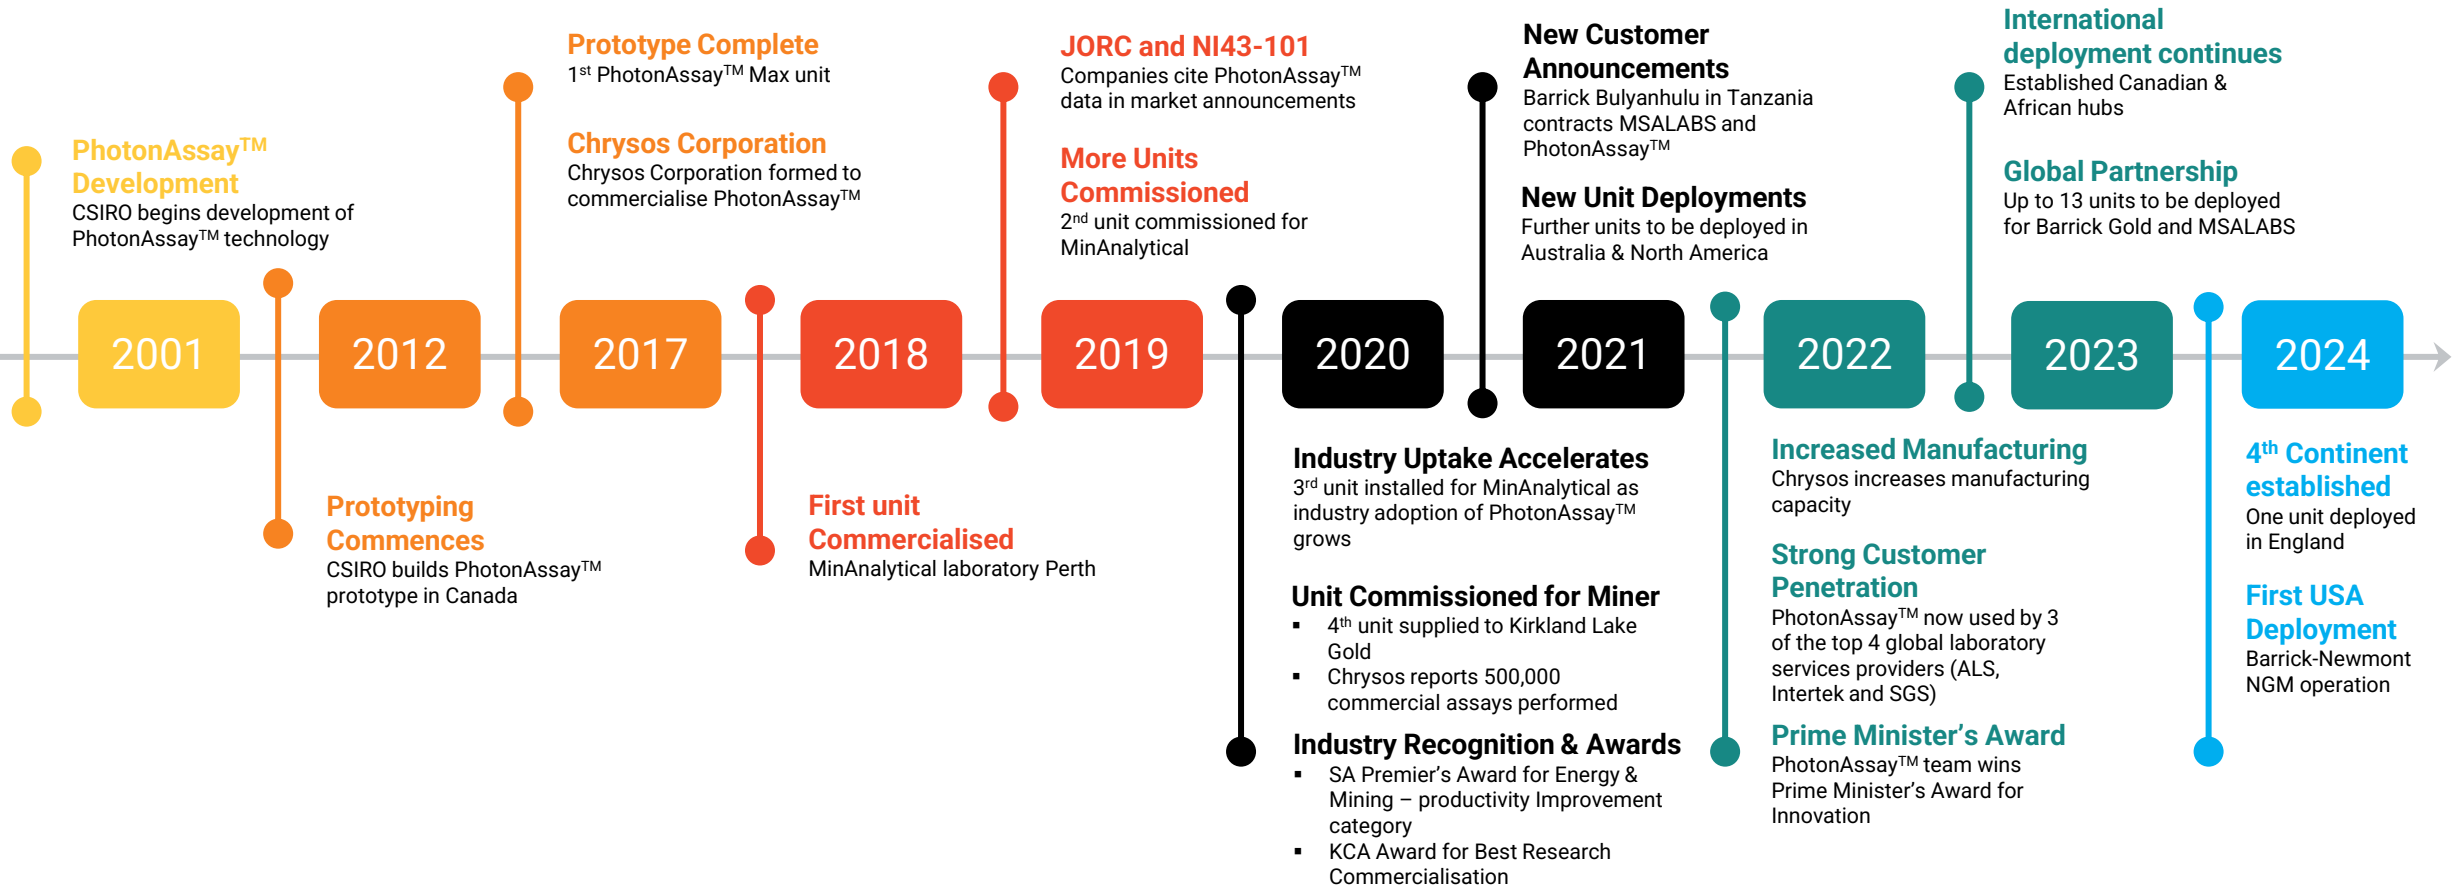 PhotonAssay™
Development
CSIRO begins development of
PhotonAssay™ technology
2001
2012
Prototyping
Commences
CSIRO builds PhotonAssay™
prototype in Canada
Prototype Complete
1st PhotonAssay™ Max unit
Chrysos Corporation
Chrysos Corporation formed to
commercialise PhotonAssay™
2017
2018
First unit
Commercialised
MinAnalytical laboratory Perth
JORC and NI43-101
Companies cite PhotonAssay™
data in market announcements
More Units
Commissioned
2nd unit commissioned for
MinAnalytical
2019
2020
Industry Uptake Accelerates
3rd unit installed for MinAnalytical as
industry adoption of PhotonAssay™
grows
Unit Commissioned for Miner
▪ 4th unit supplied to Kirkland Lake
Gold
▪ Chrysos reports 500,000
commercial assays performed
Industry Recognition & Awards
▪ SA Premier’s Award for Energy &
Mining – productivity Improvement
category
▪ KCA Award for Best Research
Commercialisation
New Customer
Announcements
Barrick Bulyanhulu in Tanzania
contracts MSALABS and
PhotonAssay™
New Unit Deployments
Further units to be deployed in
Australia & North America
2021
2022
Increased Manufacturing
Chrysos increases manufacturing
capacity
Strong Customer
Penetration
PhotonAssay™ now used by 3
of the top 4 global laboratory
services providers (ALS,
Intertek and SGS)
Prime Minister’s Award
PhotonAssay™ team wins
Prime Minister’s Award for
Innovation
International
deployment continues
Established Canadian &
African hubs
Global Partnership
Up to 13 units to be deployed
for Barrick Gold and MSALABS
2023
2024
4th Continent
established
One unit deployed
in England
First USA
Deployment
Barrick-Newmont
NGM operation